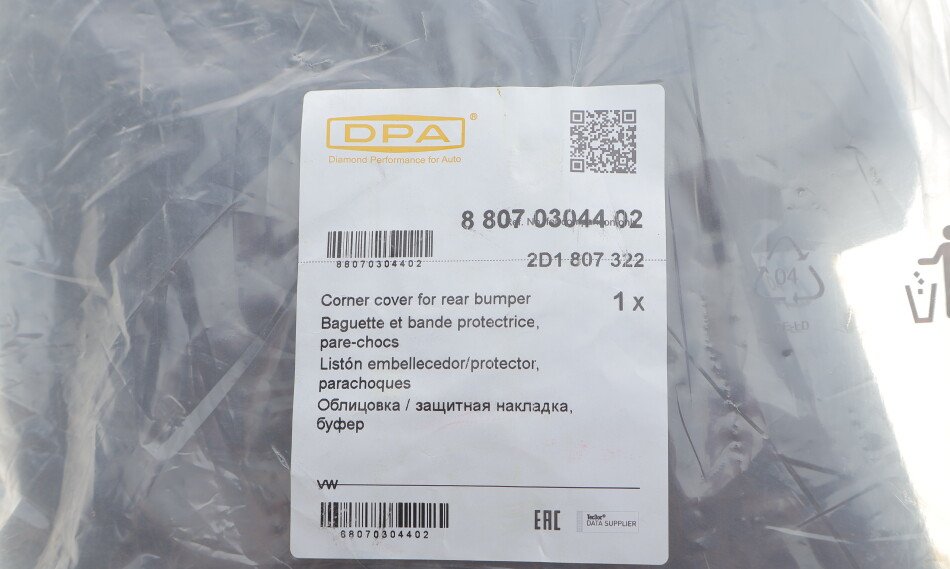 DPA®
Diamond Performance for Auto
8 807 03044 02
88070304402
2D1 807 322
Corner cover for rear bumper
1 x
Baguette et bande protectrice,
pare-chocs
Listón embellecedor/protector,
parachoques
Облицовка / защитная накладка,
буфер
VW
88070304402
EAC
TecDoc®
DATA SUPPLIER
04